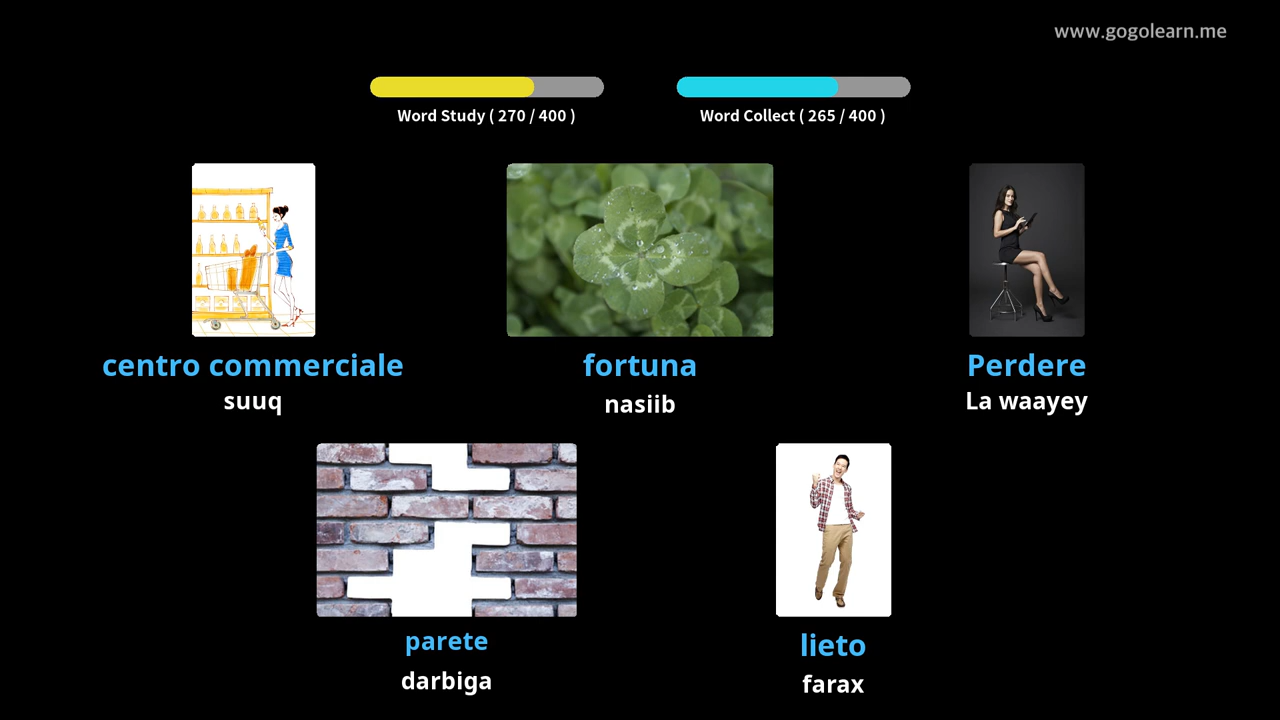 www.gogolearn.me
Word Study ( 270 / 400 )
Word Collect ( 265 / 400 )
centro commerciale
suuq
fortuna
nasiib
Perdere
La waayey
parete
darbiga
lieto
farax